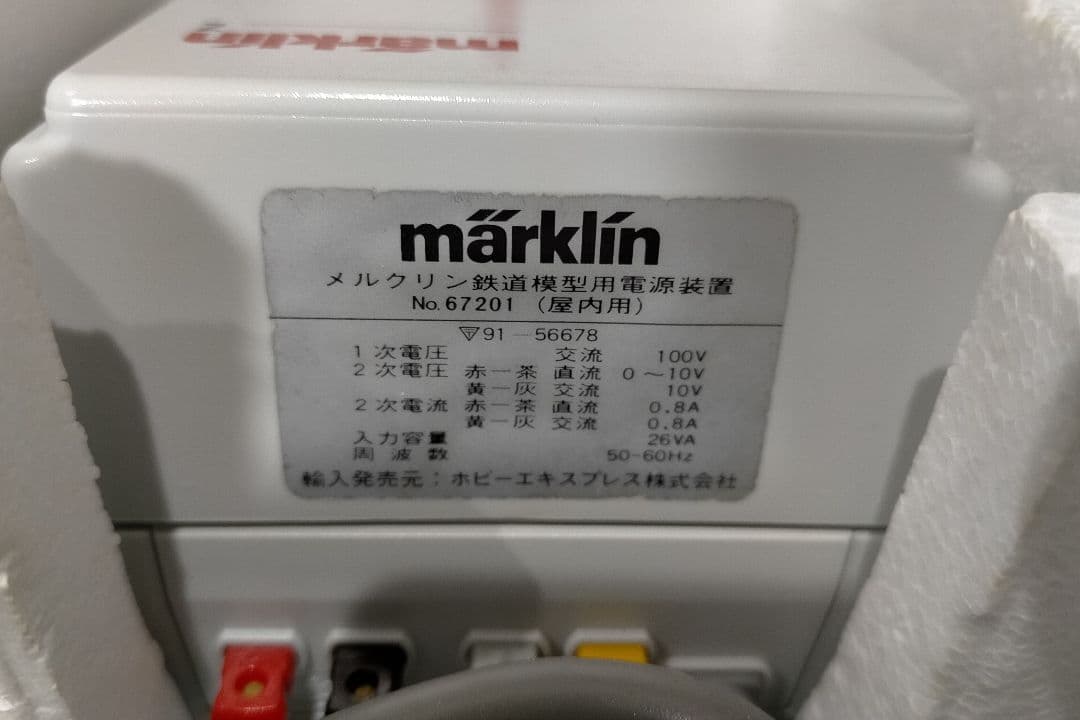 märklin
märklin
メルクリン鉄道模型用電源装置
No.67201 (屋内用)
91-56678
1次電圧 交流 100V
2次電圧 赤ー茶 直流 0～10V
黄ー灰 交流 10V
2次電流 赤ー茶 直流 0.8A
黄ー灰 交流 0.8A
入力容量 26VA
周波数 50-60Hz
輸入発売元;ホビーエキスプレス株式会社